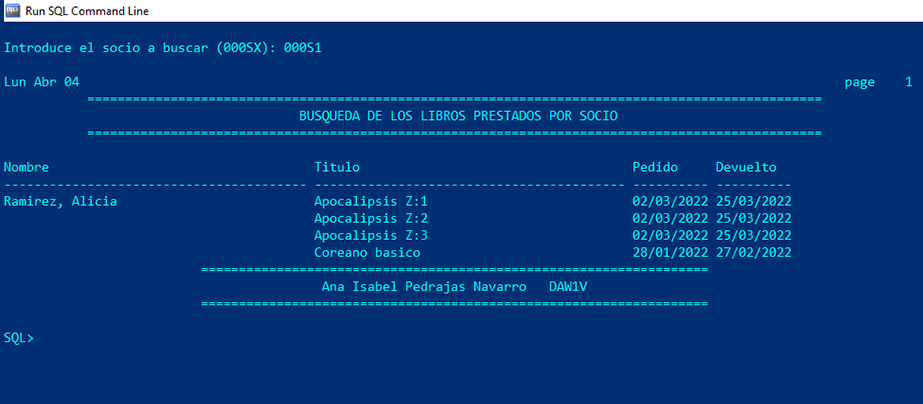 Run SQL Command Line
Introduce el socio a buscar (000SX): 000S1
Lun Abr 04 page 1
================================================================================================
BUSQUEDA DE LOS LIBROS PRESTADOS POR SOCIO
================================================================================================
Nombre Titulo Pedido Devuelto
---------------------------------------- ---------------------------------------- ---------- ----------
Ramirez, Alicia Apocalipsis Z:1 02/03/2022 25/03/2022
Apocalipsis Z:2 02/03/2022 25/03/2022
Apocalipsis Z:3 02/03/2022 25/03/2022
Coreano basico 28/01/2022 27/02/2022
===================================================================
Ana Isabel Pedrajas Navarro DAW1V
===================================================================
SQL>